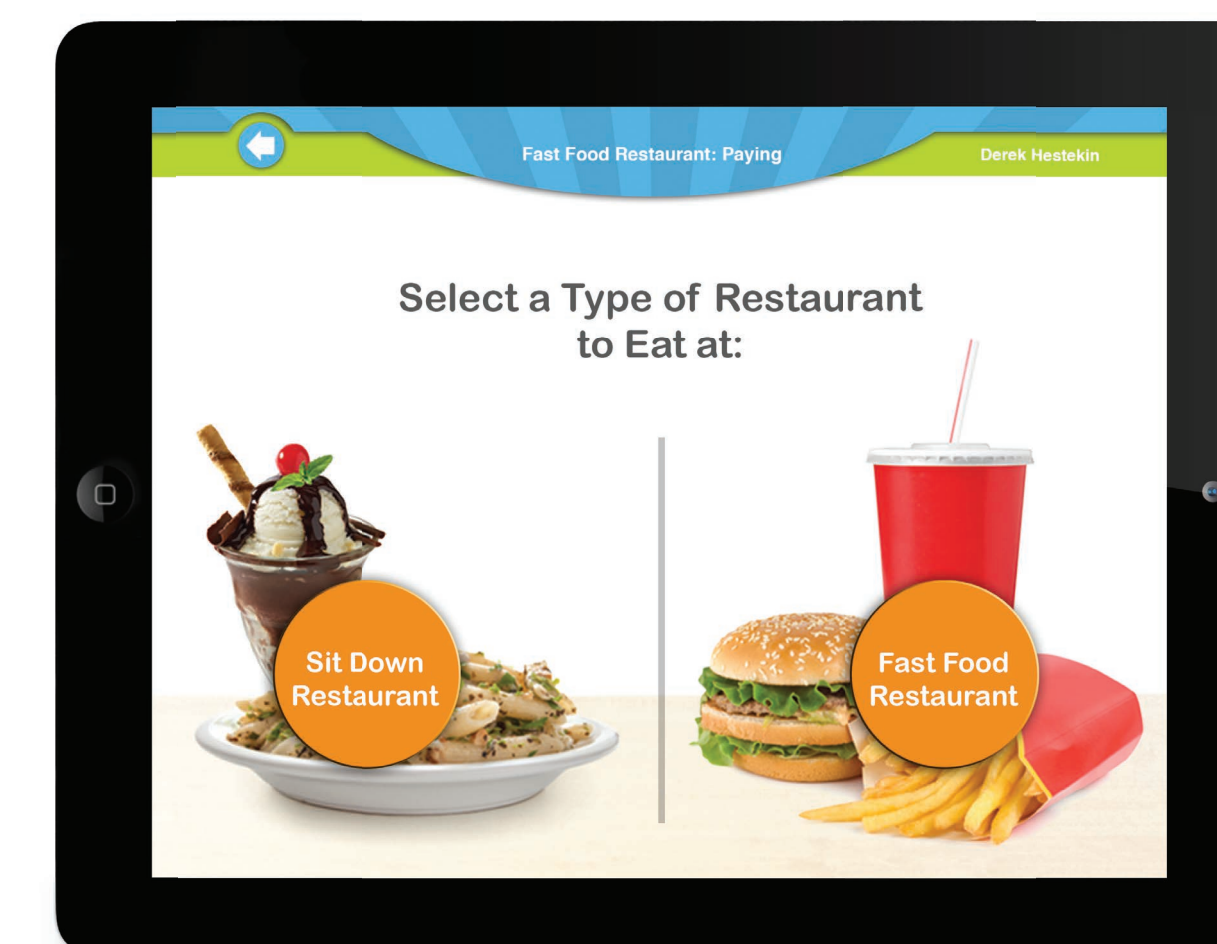 Fast Food Restaurant: Paying
Derek Hestekin
Select a Type of Restaurant
to Eat at:
Sit Down
Restaurant
Fast Food
Restaurant